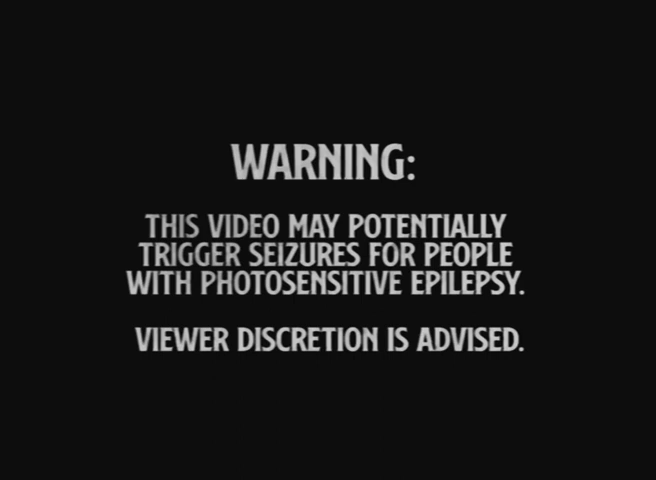 WARNING:
THIS VIDEO MAY POTENTIALLY
TRIGGER SEIZURES FOR PEOPLE
WITH PHOTOSENSITIVE EPILEPSY.
VIEWER DISCRETION IS ADVISED.